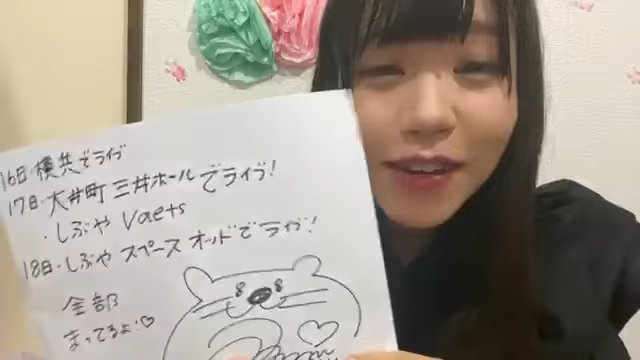 16日・横浜でライブ
17日・大井町 三井ホールでライブ!
・しぶや Vaets
18日・しぶや スペース オッドでライブ!
全部
まってるよ♡